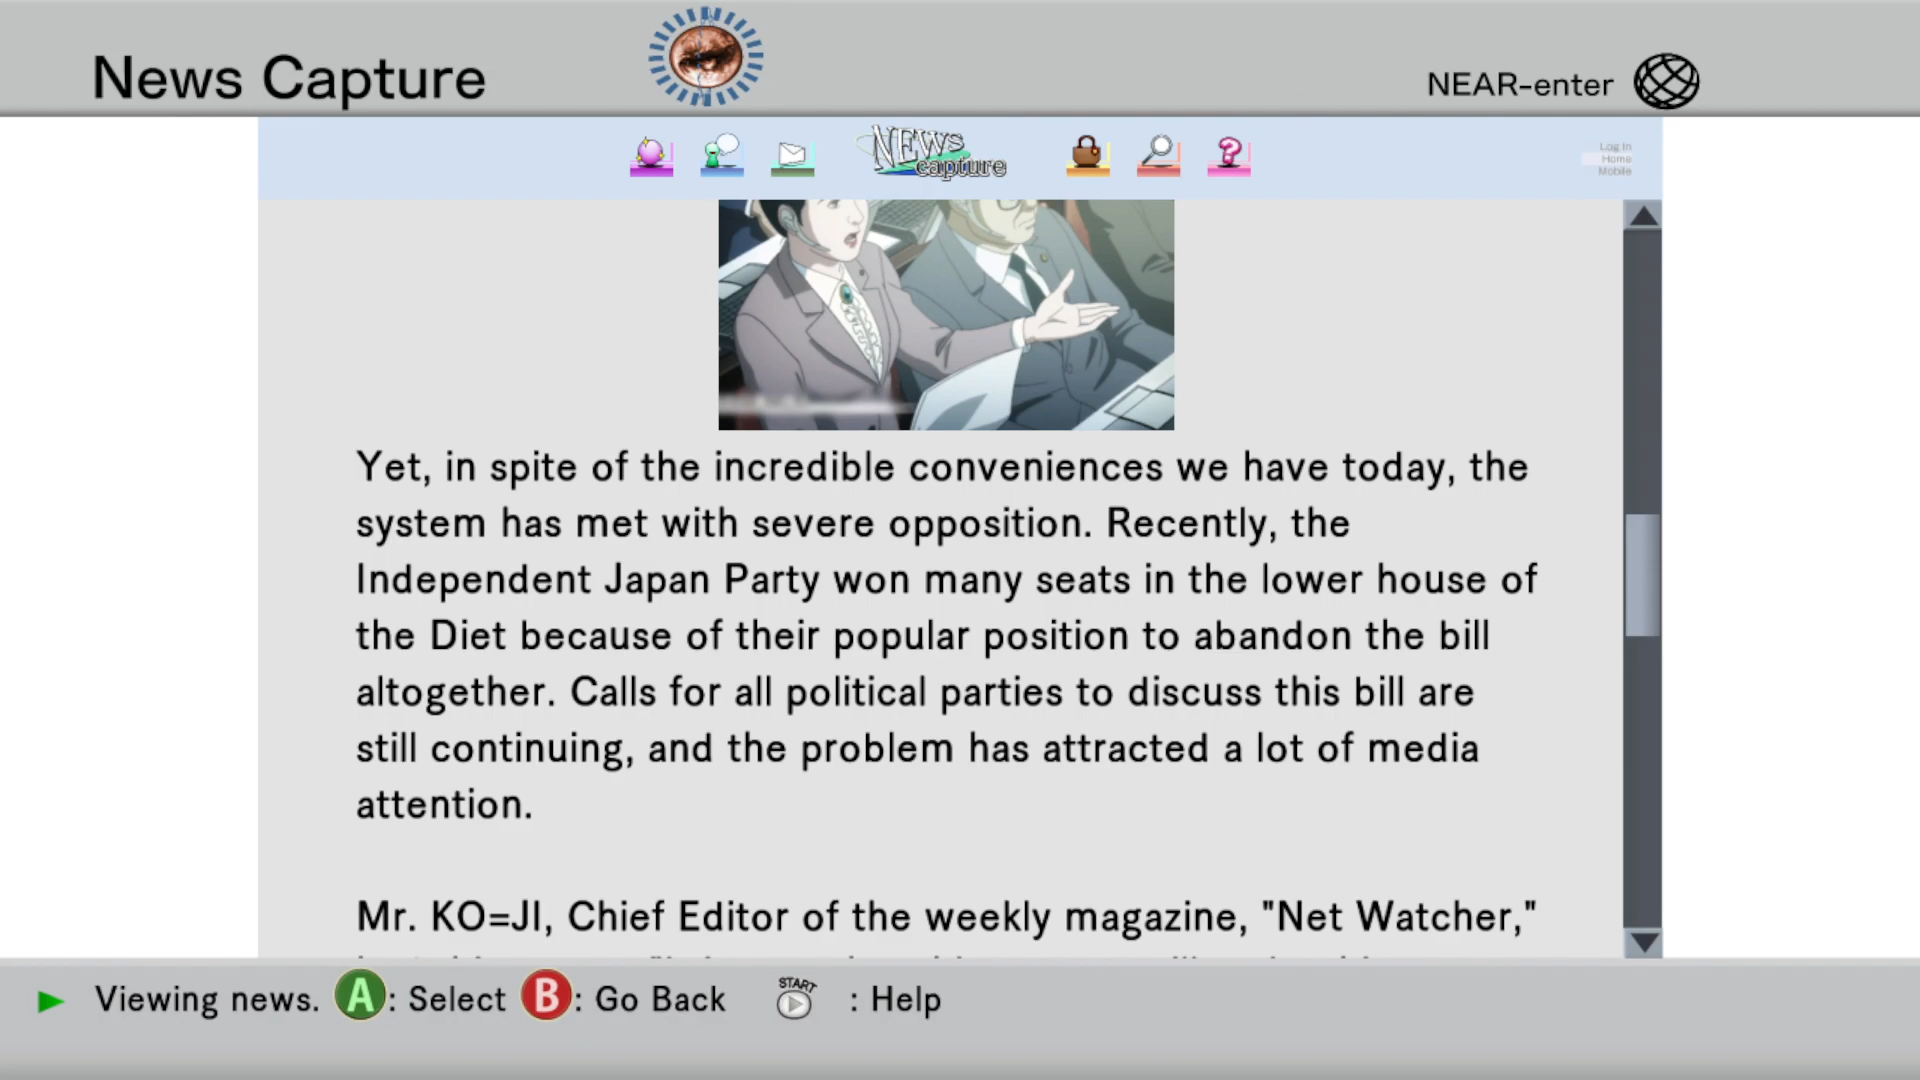 News Capture
NEAR-enter
NEWS
capture
Log In
Home
Mobile
Yet, in spite of the incredible conveniences we have today, the
system has met with severe opposition. Recently, the
Independent Japan Party won many seats in the lower house of
the Diet because of their popular position to abandon the bill
altogether. Calls for all political parties to discuss this bill are
still continuing, and the problem has attracted a lot of media
attention.
Mr. KO=JI, Chief Editor of the weekly magazine, "Net Watcher,"
Viewing news. A: Select B: Go Back START : Help